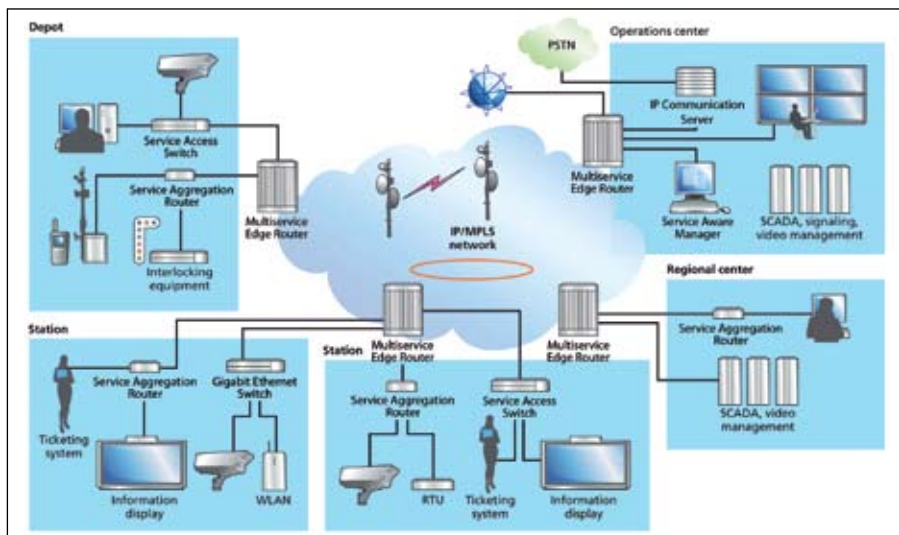 Depot
Service Access
Switch
Service Aggregation
Router
Multiservice
Edge Router
Interlocking
equipment
PSTN
Operations center
IP Communication
Server
Multiservice
Edge Router
Service Aware
Manager
SCADA, signaling,
video management
IP/MPLS
network
Regional center
Service Aggregation
Router
SCADA, video
management
Multiservice
Edge Router
Multiservice
Edge Router
Station
Service Aggregation
Router
Gigabit Ethernet
Switch
Ticketing
system
Information
display
WLAN
Station
Service Aggregation
Router
Service Access
Switch
RTU
Ticketing
system
Information
display